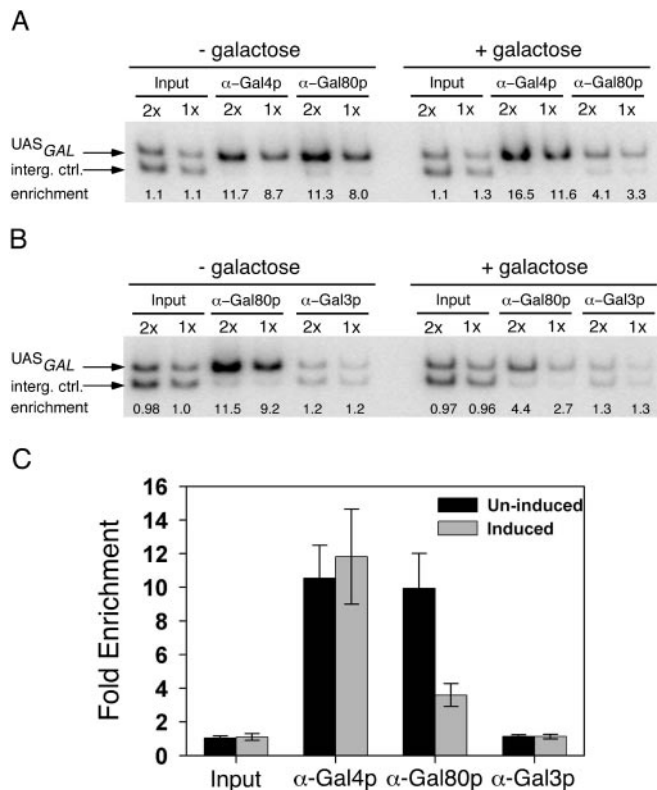 A
- galactose + galactose
Input α-Gal4p α-Gal80p Input α-Gal4p α-Gal80p
2x 1x 2x 1x 2x 1x 2x 1x 2x 1x 2x 1x
UASGAL
interg. ctrl.
enrichment 1.1 1.1 11.7 8.7 11.3 8.0 1.1 1.3 16.5 11.6 4.1 3.3
B
- galactose + galactose
Input α-Gal80p α-Gal3p Input α-Gal80p α-Gal3p
2x 1x 2x 1x 2x 1x 2x 1x 2x 1x 2x 1x
UASGAL
interg. ctrl.
enrichment 0.98 1.0 11.5 9.2 1.2 1.2 0.97 0.96 4.4 2.7 1.3 1.3
C
Fold Enrichment
16
14
12
10
8
6
4
2
0
Un-induced
Induced
Input α-Gal4p α-Gal80p α-Gal3p